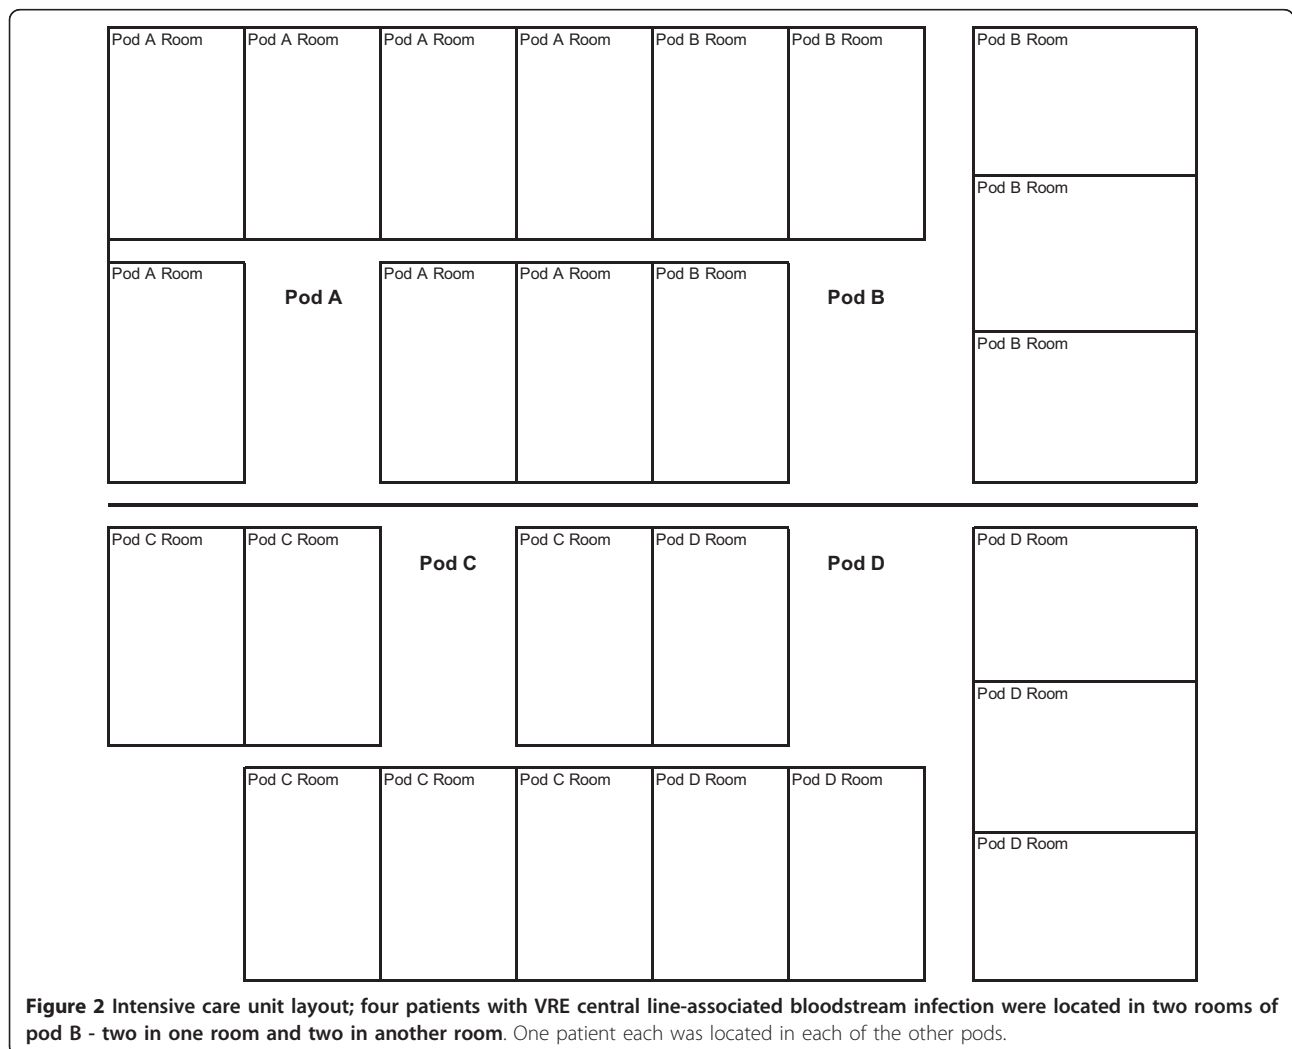 Pod A Room Pod A Room Pod A Room Pod A Room Pod B Room Pod B Room Pod B Room
Pod B Room
Pod A Room Pod A Room Pod A Room Pod B Room
Pod A Pod B
Pod B Room
Pod C Room Pod C Room Pod C Room Pod D Room Pod D Room
Pod C Pod D
Pod D Room
Pod C Room Pod C Room Pod C Room Pod D Room Pod D Room
Pod D Room
Figure 2 Intensive care unit layout; four patients with VRE central line-associated bloodstream infection were located in two rooms of
pod B - two in one room and two in another room. One patient each was located in each of the other pods.